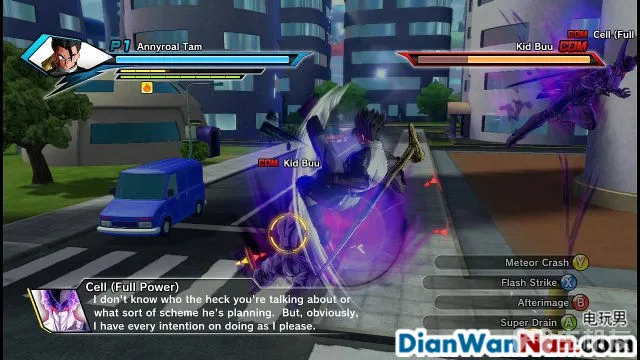 P1 Annyroal Tam
COM Cell (Full
Kid Buu COM
COM Kid Buu
Meteor Crash Y
Flash Strike X
Afterimage B
Super Drain A
Cell (Full Power)
I don't know who the heck you're talking about or
what sort of scheme he's planning. But, obviously,
I have every intention on doing as I please.
电玩男
DianWanNan.com